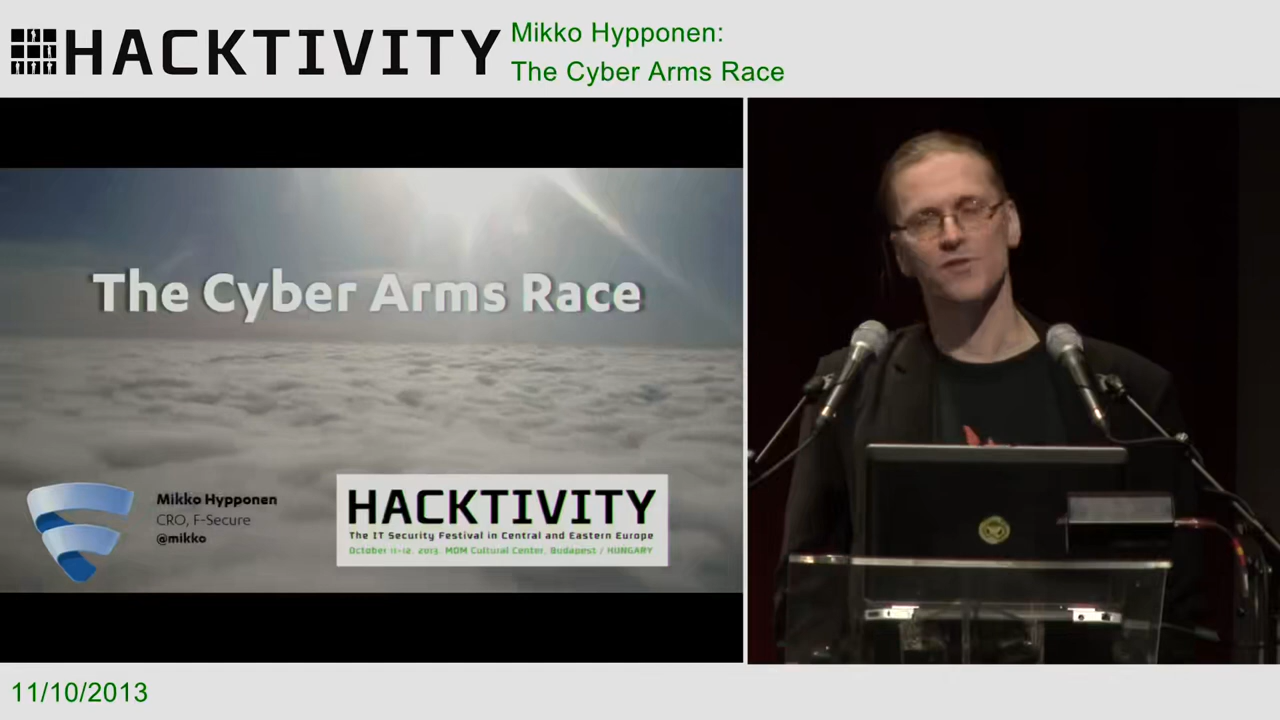 HACKTIVITY
Mikko Hypponen:
The Cyber Arms Race
The Cyber Arms Race
Mikko Hypponen
CRO, F-Secure
@mikko
HACKTIVITY
The IT Security Festival in Central and Eastern Europe
October 11-12, 2013. MOM Cultural Center, Budapest / HUNGARY
11/10/2013